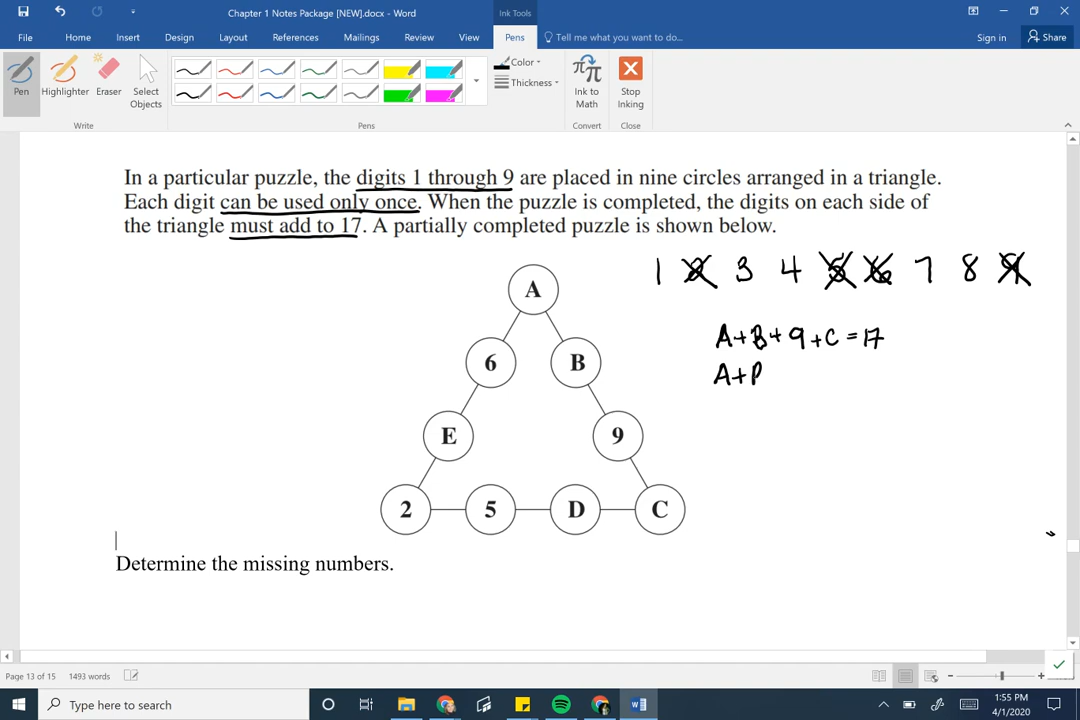 Chapter 1 Notes Package [NEW].docx - Word
Ink Tools
File Home Insert Design Layout References Mailings Review View Pens Tell me what you want to do... Sign in Share
Pen Highlighter Eraser Select Objects
Color
Thickness
Ink to Math
Stop Inking
Write Pens Convert Close
In a particular puzzle, the digits 1 through 9 are placed in nine circles arranged in a triangle.
Each digit can be used only once. When the puzzle is completed, the digits on each side of
the triangle must add to 17. A partially completed puzzle is shown below.
1 2 3 4 5 6 7 8 9
A
A+B+9+C=17
6 B
A+P
E 9
2 5 D C
Determine the missing numbers.
Page 13 of 15 1493 words
Type here to search
1:55 PM
4/1/2020